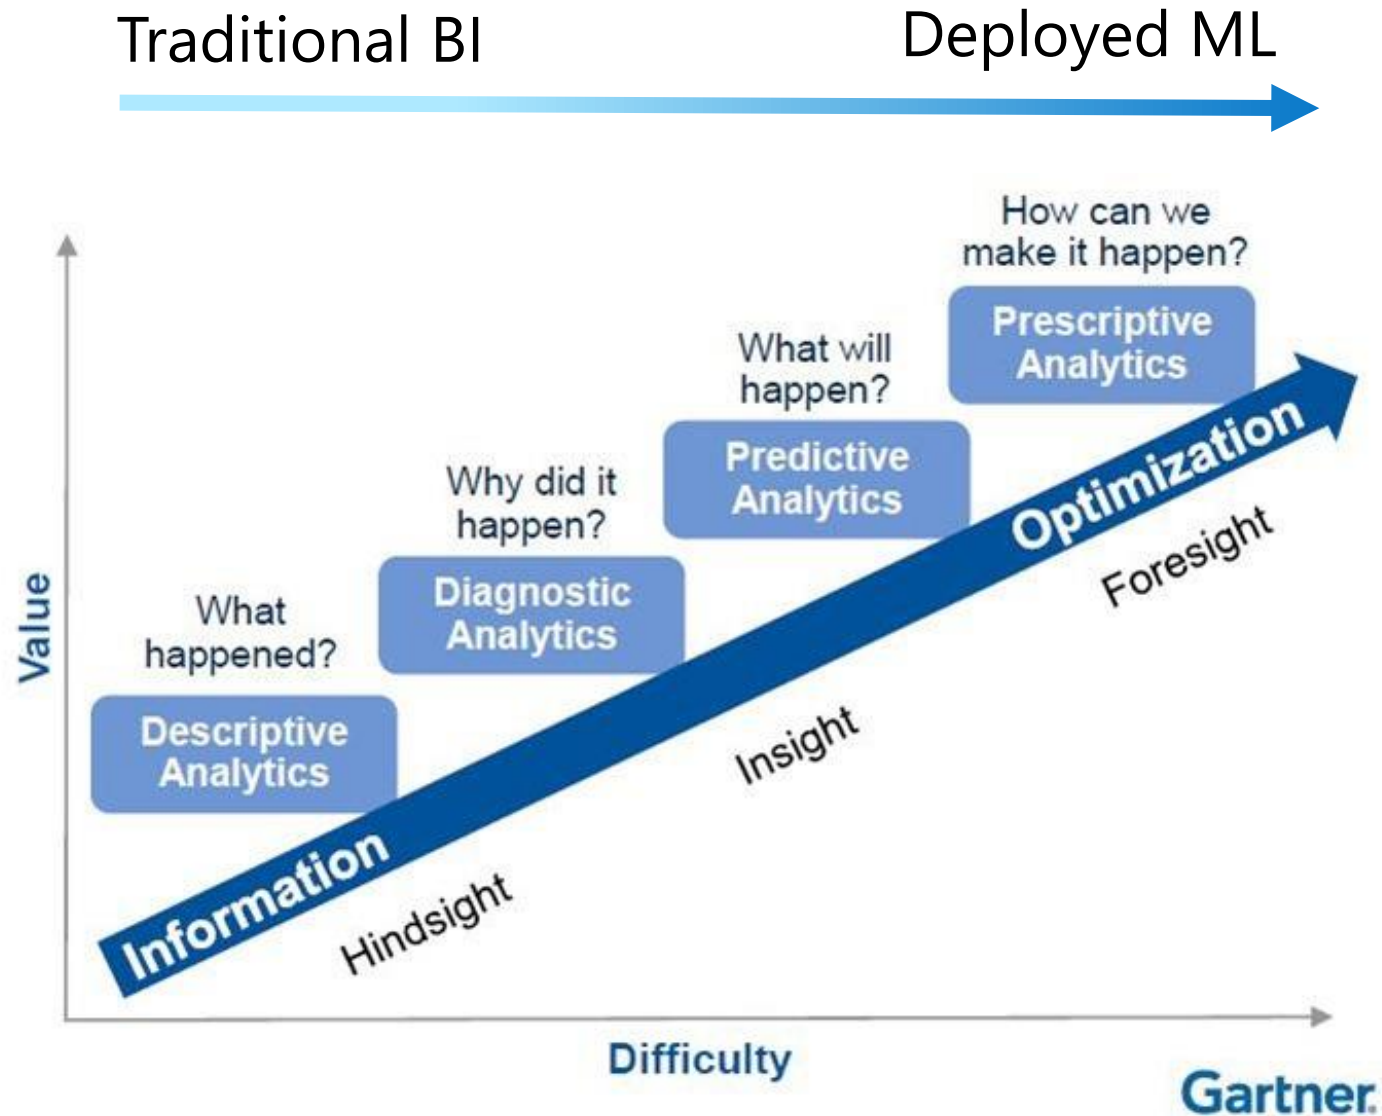 Traditional BI
Deployed ML
How can we
make it happen?
Prescriptive
Analytics
What will
happen?
Predictive
Analytics
Why did it
happen?
Diagnostic
Analytics
What
happened?
Descriptive
Analytics
Value
Information
Optimization
Hindsight
Insight
Foresight
Difficulty
Gartner